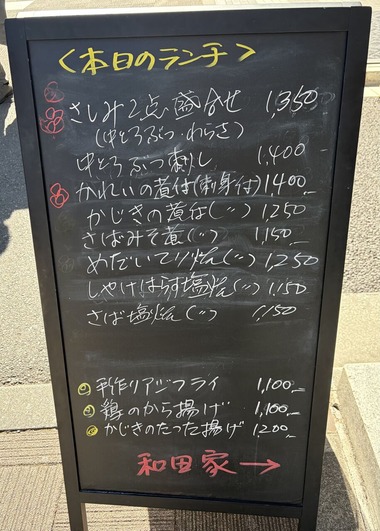 〈本日のランチ〉
さしみ2点盛合せ 1,350
(中とろぶつ・わらさ)
中とろぶつ刺し 1,400
かれいの煮付(刺身付)1400
かじきの煮付(〃)1,250
さばみそ煮(〃) 1,150
めだいてり焼(〃)1,250
しゃけはらす塩焼(〃)1,150
さば塩焼(〃) 1,150
手作りアジフライ 1,100
鶏のから揚げ 1,100
かじきのたつた揚げ 1,200
和田家→